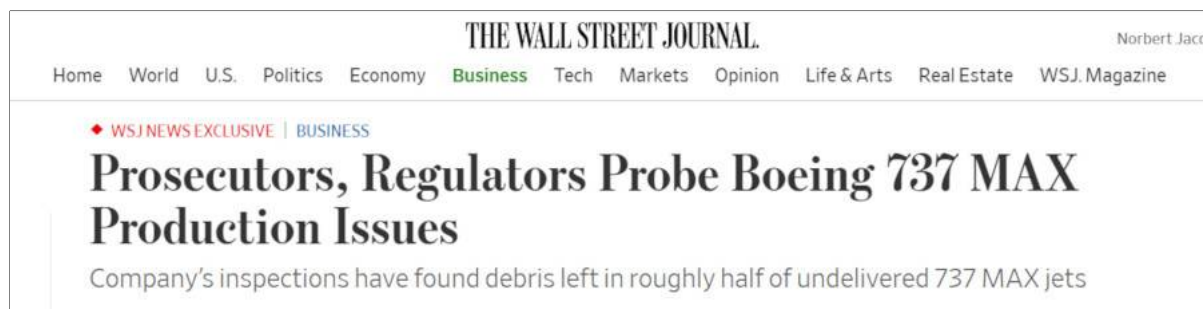 THE WALL STREET JOURNAL.
Norbert
Home World U.S. Politics Economy Business Tech Markets Opinion Life & Arts Real Estate WSJ. Magazine
WSJ NEWS EXCLUSIVE | BUSINESS
Prosecutors, Regulators Probe Boeing 737 MAX
Production Issues
Company's inspections have found debris left in roughly half of undelivered 737 MAX jets